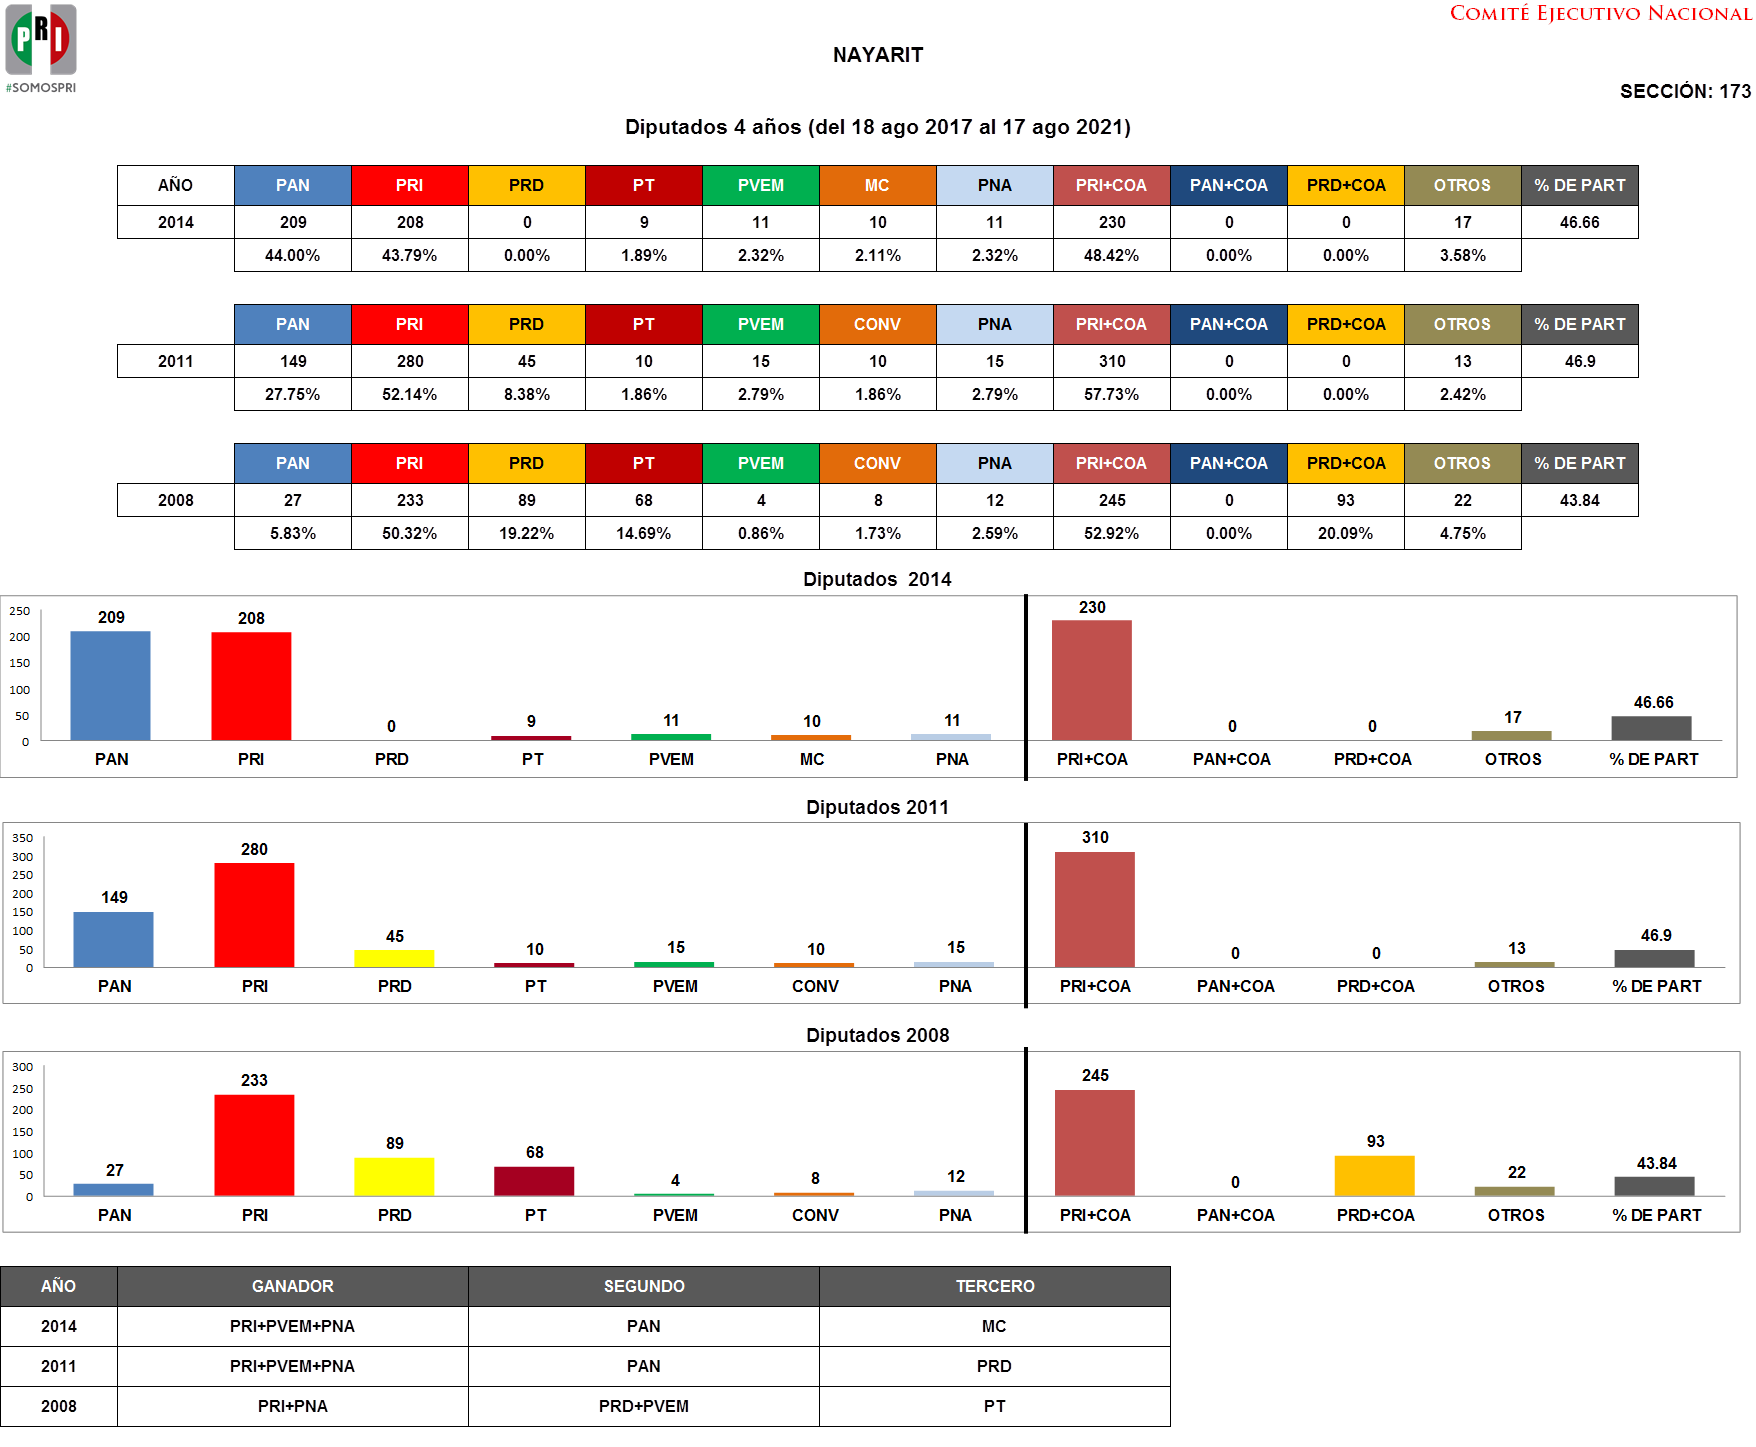 PRI
#SOMOSPRI
COMITÉ EJECUTIVO NACIONAL
NAYARIT
SECCIÓN: 173
Diputados 4 años (del 18 ago 2017 al 17 ago 2021)
AÑO PAN PRI PRD PT PVEM MC PNA PRI+COA PAN+COA PRD+COA OTROS % DE PART
2014 209 208 0 9 11 10 11 230 0 0 17 46.66
44.00% 43.79% 0.00% 1.89% 2.32% 2.11% 2.32% 48.42% 0.00% 0.00% 3.58%
PAN PRI PRD PT PVEM CONV PNA PRI+COA PAN+COA PRD+COA OTROS % DE PART
2011 149 280 45 10 15 10 15 310 0 0 13 46.9
27.75% 52.14% 8.38% 1.86% 2.79% 1.86% 2.79% 57.73% 0.00% 0.00% 2.42%
PAN PRI PRD PT PVEM CONV PNA PRI+COA PAN+COA PRD+COA OTROS % DE PART
2008 27 233 89 68 4 8 12 245 0 93 22 43.84
5.83% 50.32% 19.22% 14.69% 0.86% 1.73% 2.59% 52.92% 0.00% 20.09% 4.75%
Diputados 2014
250
200
150
100
50
0
209 208 0 9 11 10 11 230 0 0 17 46.66
PAN PRI PRD PT PVEM MC PNA PRI+COA PAN+COA PRD+COA OTROS % DE PART
Diputados 2011
350
300
250
200
150
100
50
0
149 280 45 10 15 10 15 310 0 0 13 46.9
PAN PRI PRD PT PVEM CONV PNA PRI+COA PAN+COA PRD+COA OTROS % DE PART
Diputados 2008
300
250
200
150
100
50
0
27 233 89 68 4 8 12 245 0 93 22 43.84
PAN PRI PRD PT PVEM CONV PNA PRI+COA PAN+COA PRD+COA OTROS % DE PART
AÑO GANADOR SEGUNDO TERCERO
2014 PRI+PVEM+PNA PAN MC
2011 PRI+PVEM+PNA PAN PRD
2008 PRI+PNA PRD+PVEM PT